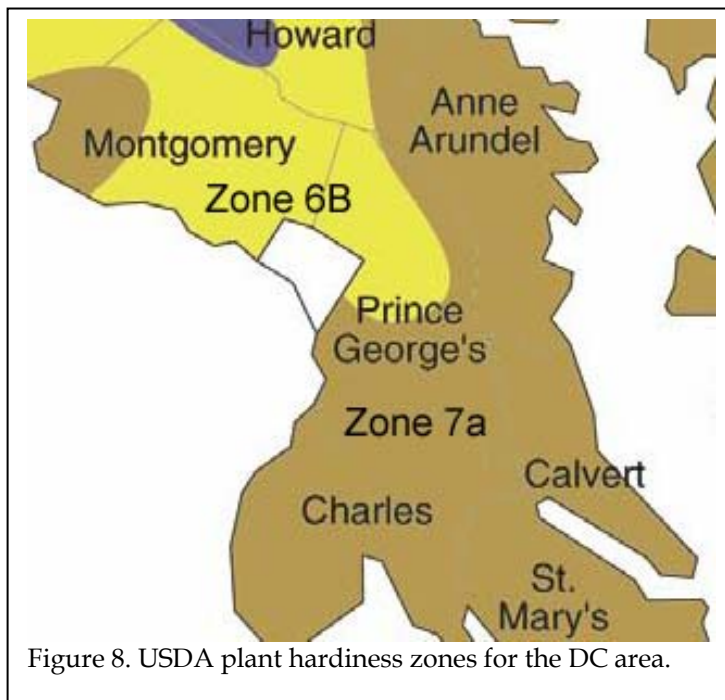 Howard
Anne
Arundel
Montgomery
Zone 6B
Prince
George's
Zone 7a
Calvert
Charles
St.
Mary's
Figure 8. USDA plant hardiness zones for the DC area.